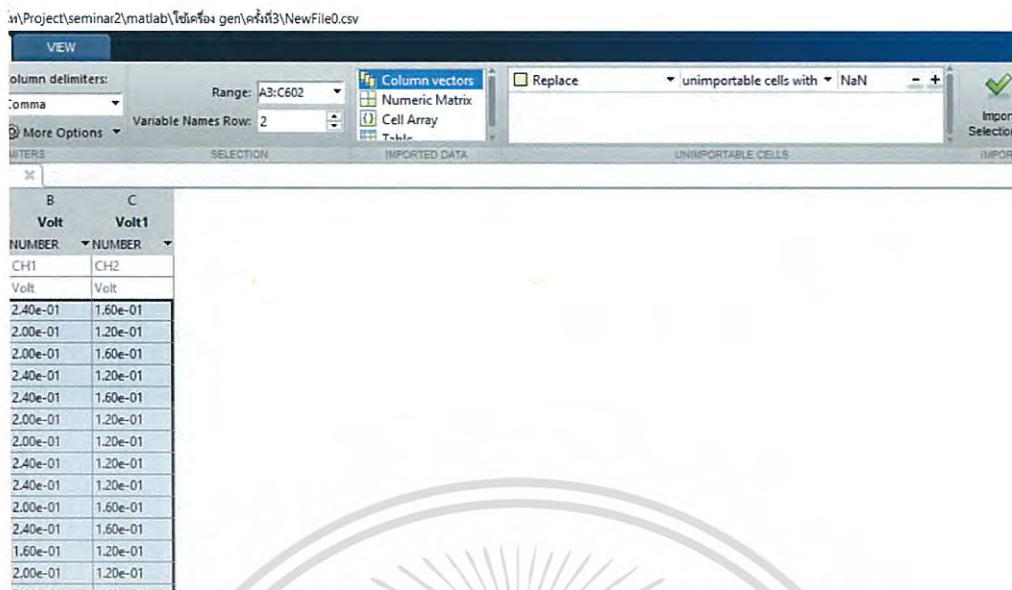 \Project\seminar2\matlab\ใช้เครื่อง gen\ครั้งที่3\NewFile0.csv
VIEW
olumn delimiters:
Comma
More Options
Range: A3:C602
Variable Names Row: 2
Column vectors
Numeric Matrix
Cell Array
Table
Replace unimportable cells with NaN
Impor
Selection
SELECTION
IMPORTED DATA
UNIMPORTABLE CELLS
B C
Volt Volt1
NUMBER NUMBER
CH1 CH2
Volt Volt
2.40e-01 1.60e-01
2.00e-01 1.20e-01
2.00e-01 1.60e-01
2.40e-01 1.20e-01
2.40e-01 1.60e-01
2.00e-01 1.20e-01
2.00e-01 1.20e-01
2.40e-01 1.20e-01
2.40e-01 1.20e-01
2.00e-01 1.60e-01
2.40e-01 1.60e-01
1.60e-01 1.20e-01
2.00e-01 1.20e-01